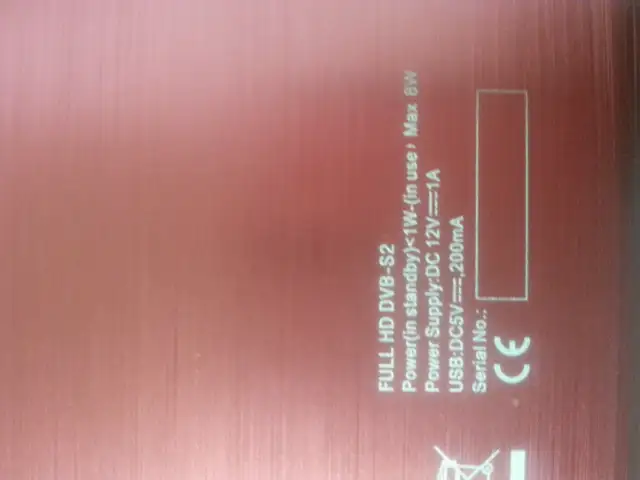 FULL HD DVB-S2
Power(in standby)<1W-(in use) Max 8W
Power Supply:DC 12V⎓1A
USB:DC5V⎓,200mA
Serial No.:
CE